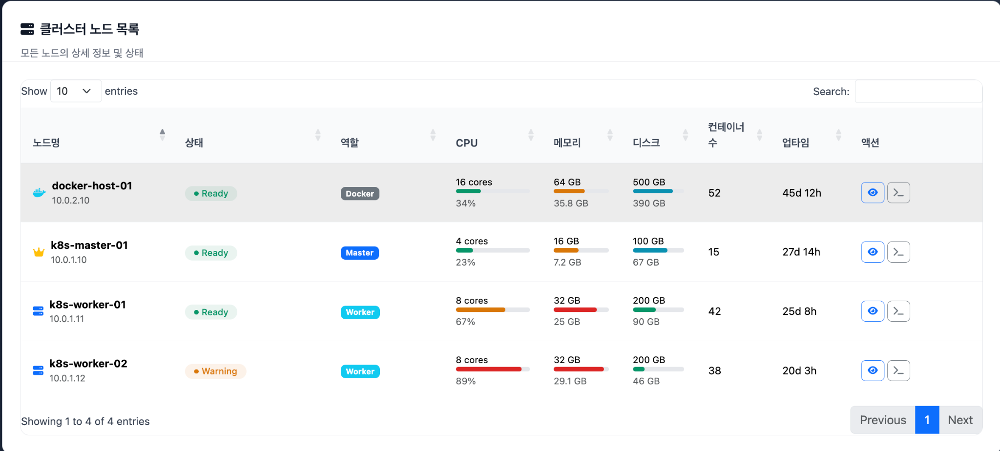 클러스터 노드 목록
모든 노드의 상세 정보 및 상태
Show 10 entries
Search:
노드명 상태 역할 CPU 메모리 디스크 컨테이너 수 업타임 액션
docker-host-01
10.0.2.10
Ready
Docker
16 cores
34%
64 GB
35.8 GB
500 GB
390 GB
52
45d 12h
k8s-master-01
10.0.1.10
Ready
Master
4 cores
23%
16 GB
7.2 GB
100 GB
67 GB
15
27d 14h
k8s-worker-01
10.0.1.11
Ready
Worker
8 cores
67%
32 GB
25 GB
200 GB
90 GB
42
25d 8h
k8s-worker-02
10.0.1.12
Warning
Worker
8 cores
89%
32 GB
29.1 GB
200 GB
46 GB
38
20d 3h
Showing 1 to 4 of 4 entries
Previous 1 Next